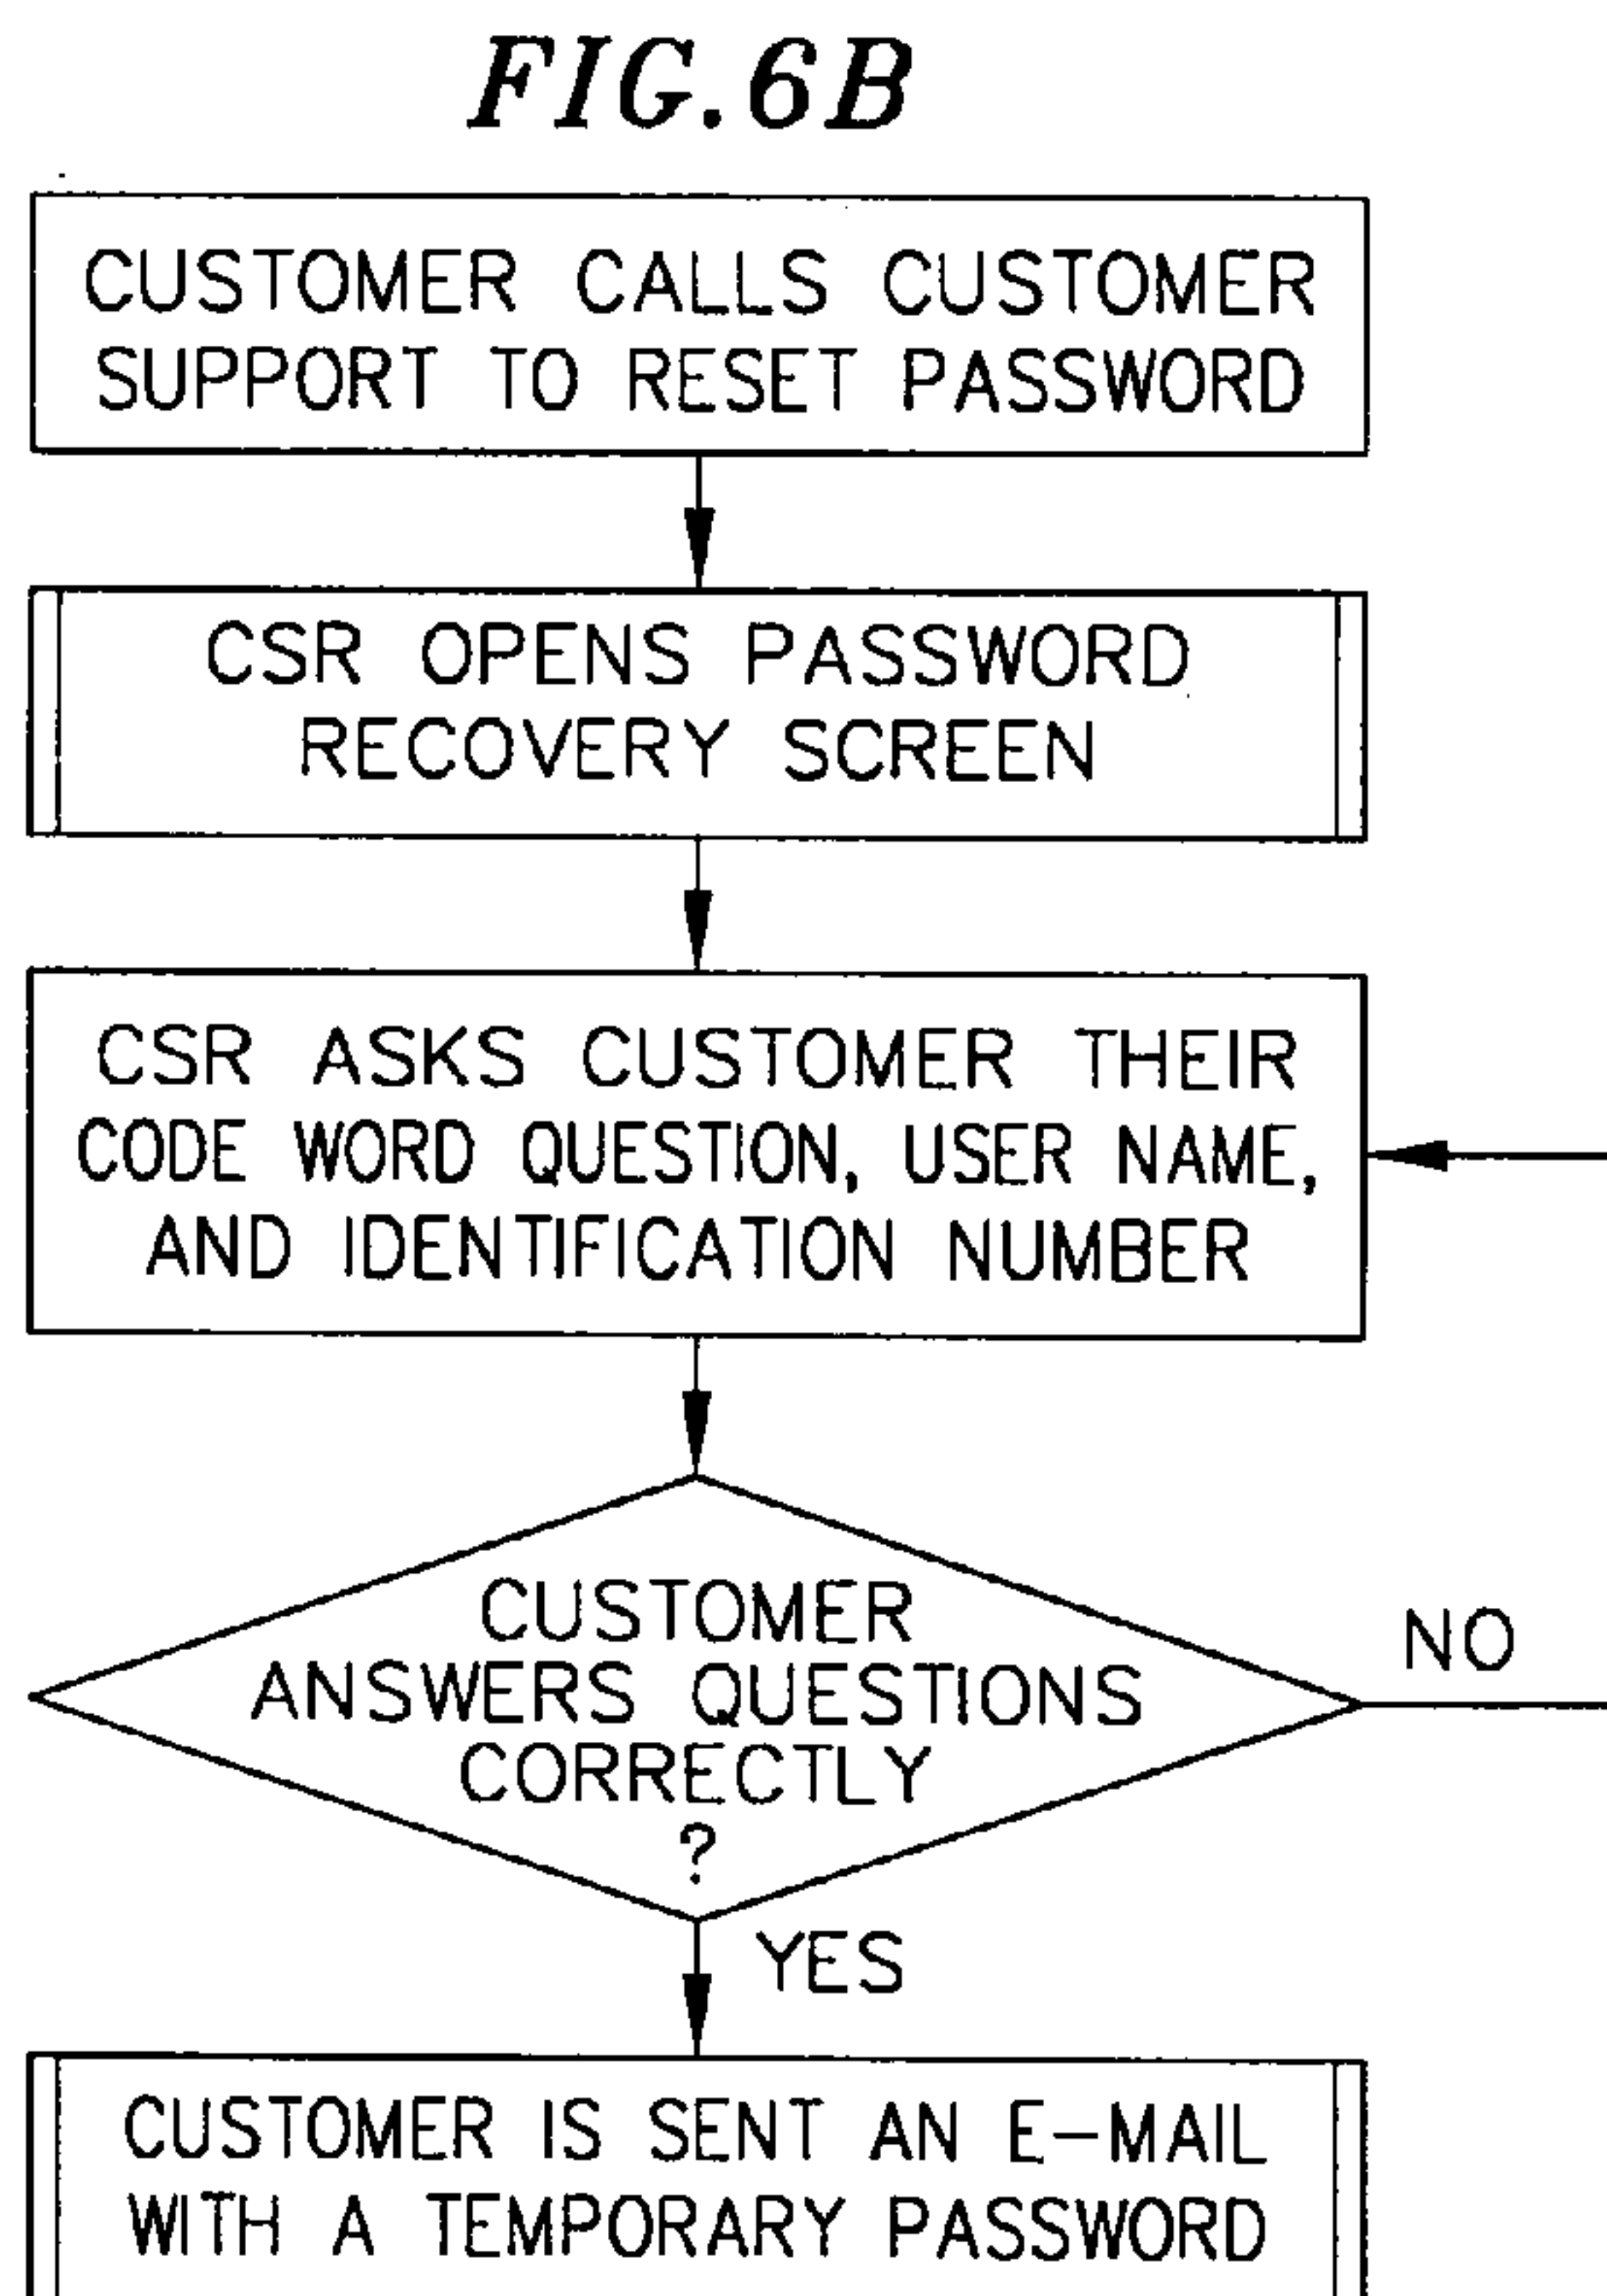 FIG.6B
CUSTOMER CALLS CUSTOMER
SUPPORT TO RESET PASSWORD
CSR OPENS PASSWORD
RECOVERY SCREEN
CSR ASKS CUSTOMER THEIR
CODE WORD QUESTION, USER NAME,
AND IDENTIFICATION NUMBER
CUSTOMER
ANSWERS QUESTIONS
CORRECTLY
?
NO
YES
CUSTOMER IS SENT AN E-MAIL
WITH A TEMPORARY PASSWORD